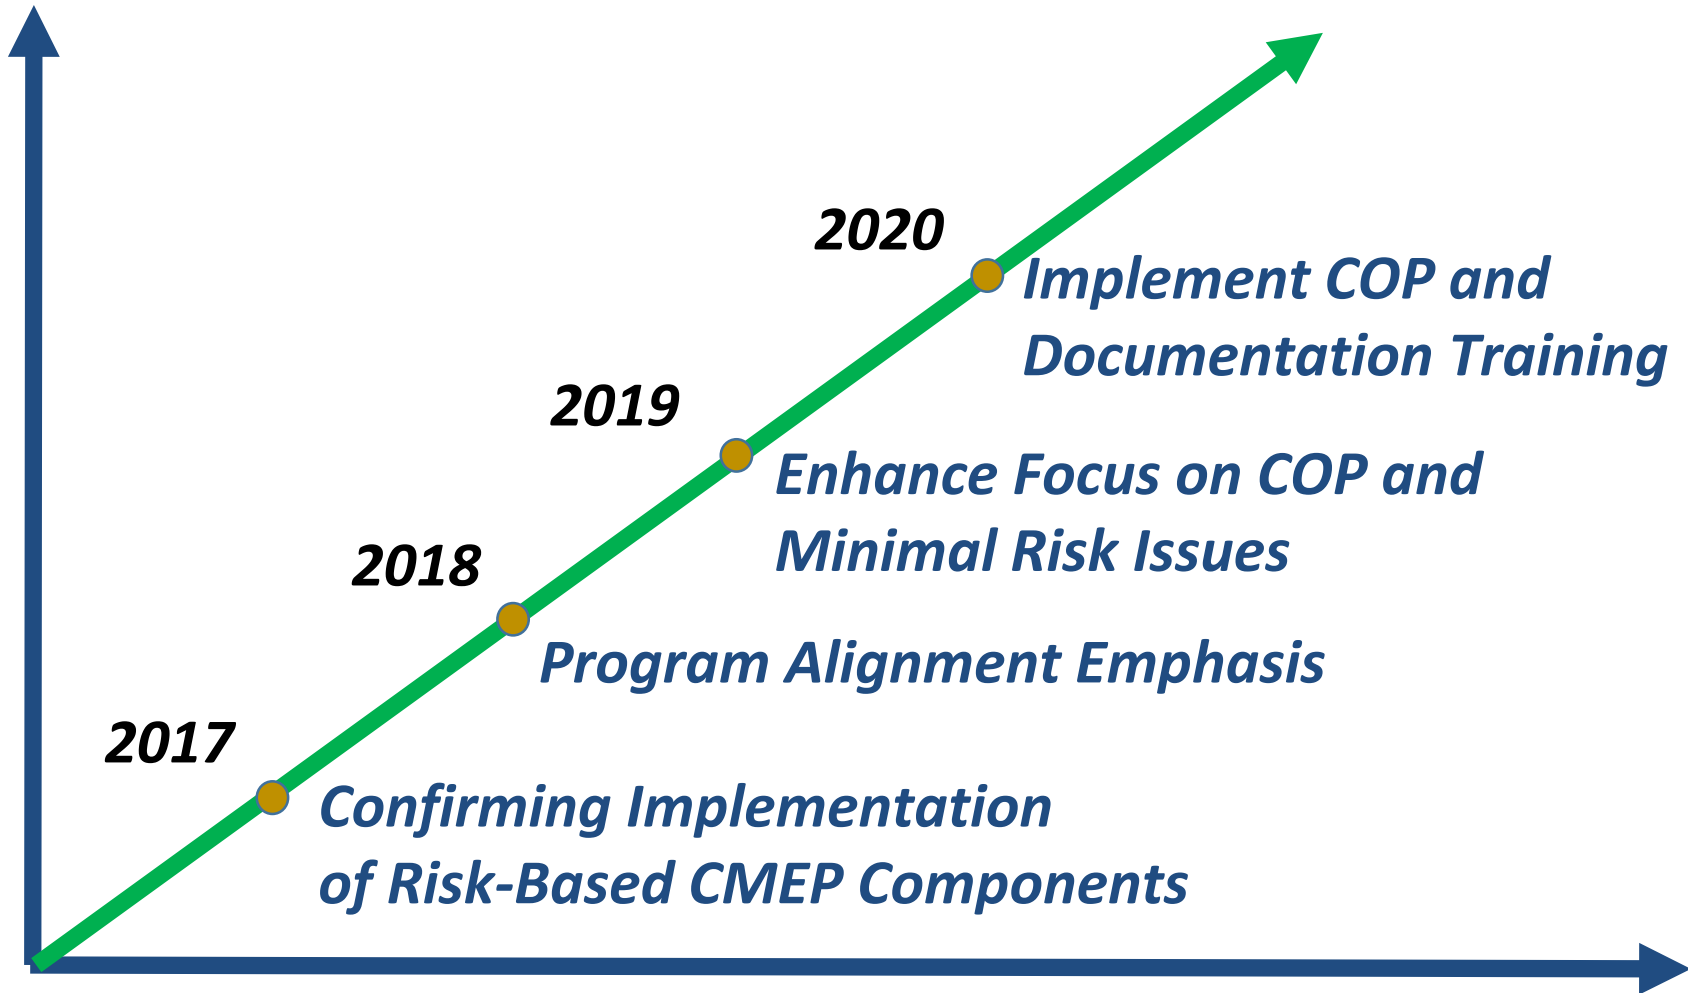 2020
Implement COP and
Documentation Training
2019
Enhance Focus on COP and
Minimal Risk Issues
2018
Program Alignment Emphasis
2017
Confirming Implementation
of Risk-Based CMEP Components